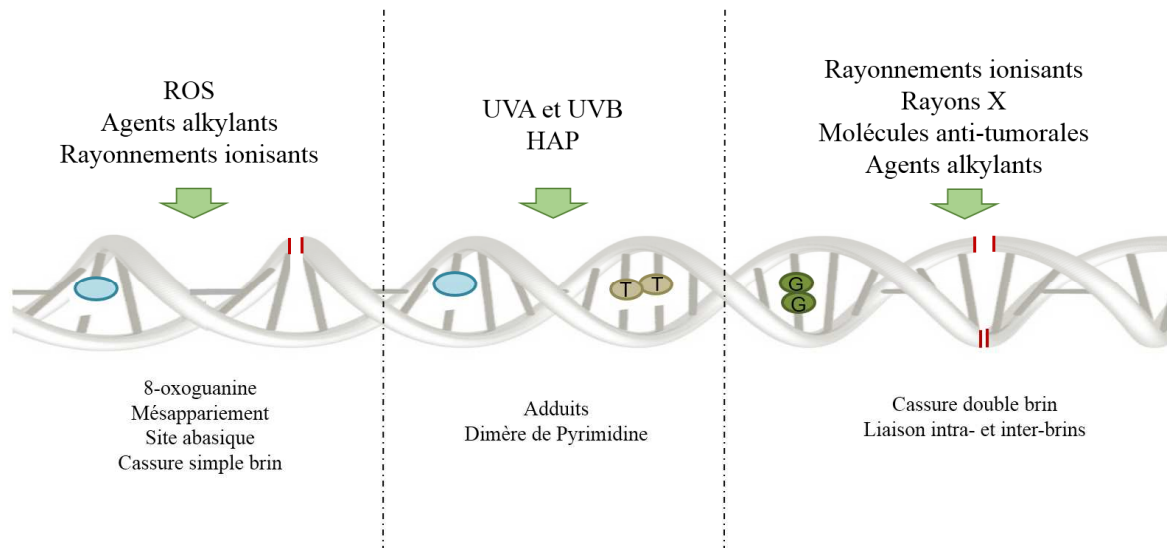 ROS
Agents alkylants
Rayonnements ionisants
UVA et UVB
HAP
Rayonnements ionisants
Rayons X
Molécules anti-tumorales
Agents alkylants
T T
G
G
8-oxoguanine
Mésappariement
Site abasique
Cassure simple brin
Adduits
Dimère de Pyrimidine
Cassure double brin
Liaison intra- et inter-brins